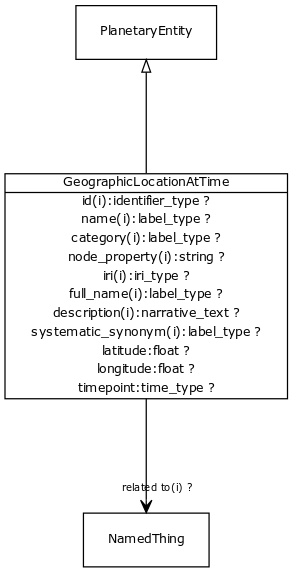 PlanetaryEntity
GeographicLocationAtTime
id(i):identifier_type ?
name(i):label_type ?
category(i):label_type ?
node_property(i):string ?
iri(i):iri_type ?
full_name(i):label_type ?
description(i):narrative_text ?
systematic_synonym(i):label_type ?
latitude:float ?
longitude:float ?
timepoint:time_type ?
related to(i) ?
NamedThing